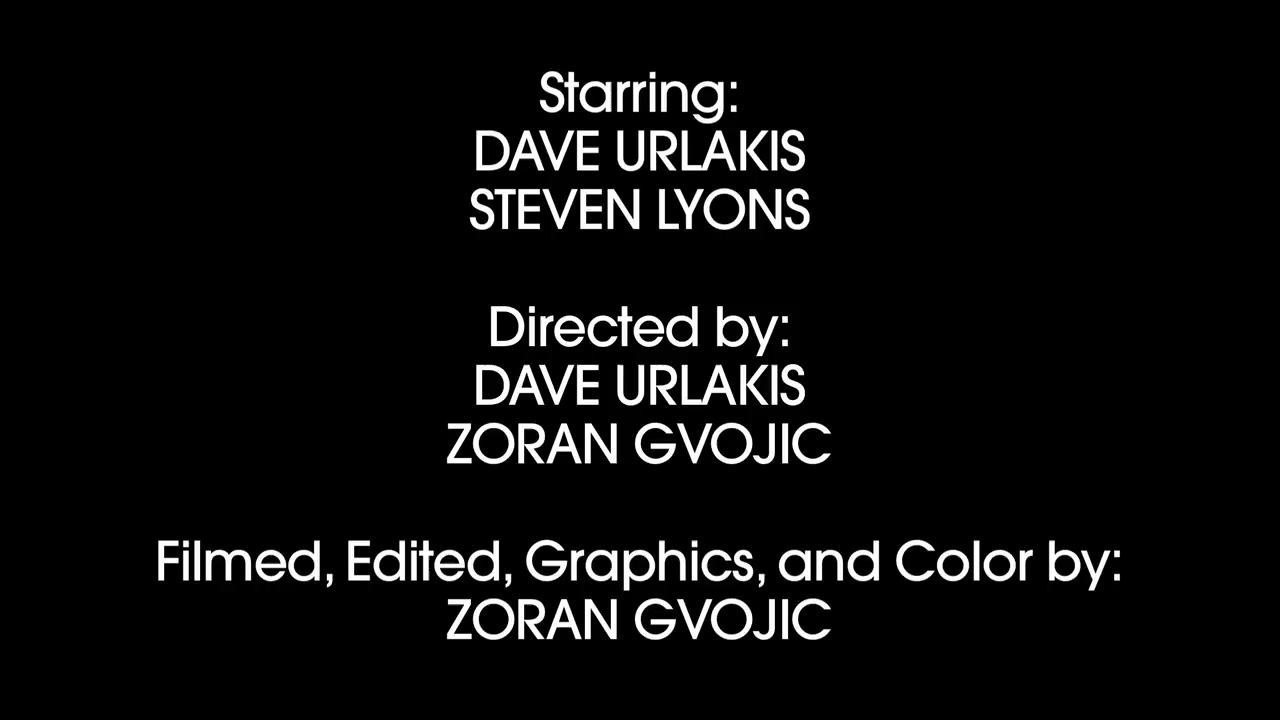 Starring:
DAVE URLAKIS
STEVEN LYONS
Directed by:
DAVE URLAKIS
ZORAN GVOJIC
Filmed, Edited, Graphics, and Color by:
ZORAN GVOJIC